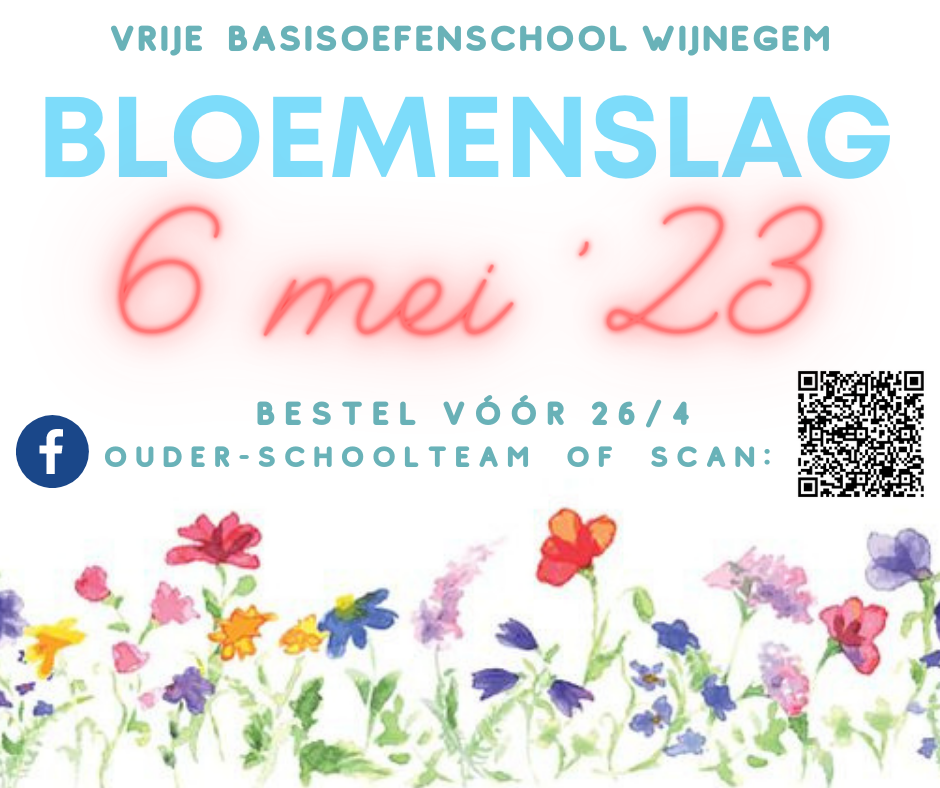 VRIJE BASISOEFENSCHOOL WIJNEGEM
BLOEMENSLAG
6 mei '23
BESTEL VÓÓR 26/4
f OUDER-SCHOOLTEAM OF SCAN: